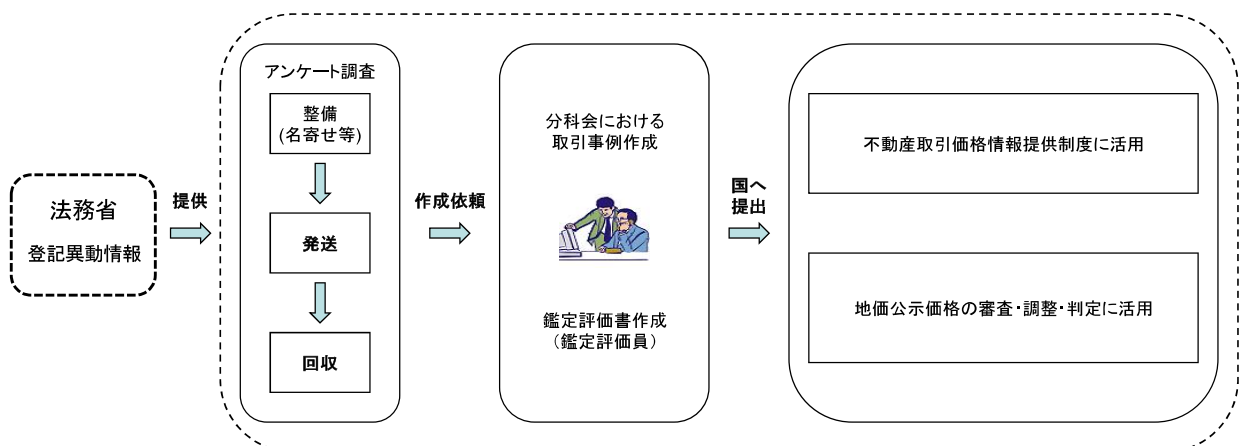 法務省
登記異動情報
提供
アンケート調査
整備
(名寄せ等)
発送
回収
作成依頼
分科会における
取引事例作成
鑑定評価書作成
(鑑定評価員)
国へ
提出
不動産取引価格情報提供制度に活用
地価公示価格の審査・調整・判定に活用